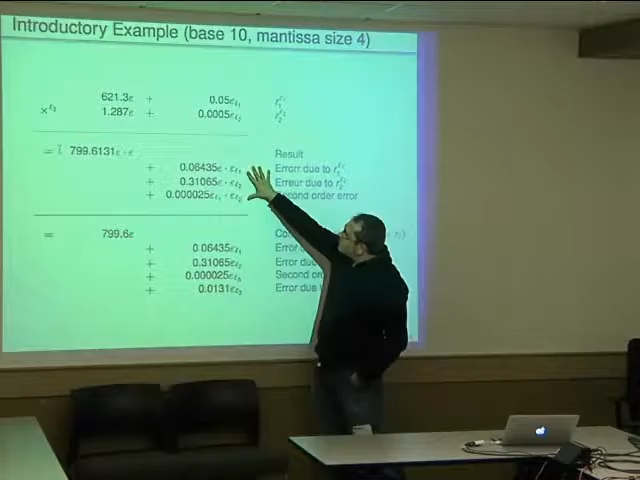 Introductory Example (base 10, mantissa size 4)
621.3ε + 0.05ε
× 1.287ε + 0.0005ε
= 799.6131ε · ε Result
+ 0.06435ε · ε Errorr due to
+ 0.31065ε · ε Erreur due to
+ 0.000025ε · ε Second order error
= 799.6ε
+ 0.06435ε Error
+ 0.31065ε Error due
+ 0.000025ε Second
+ 0.0131ε Error due